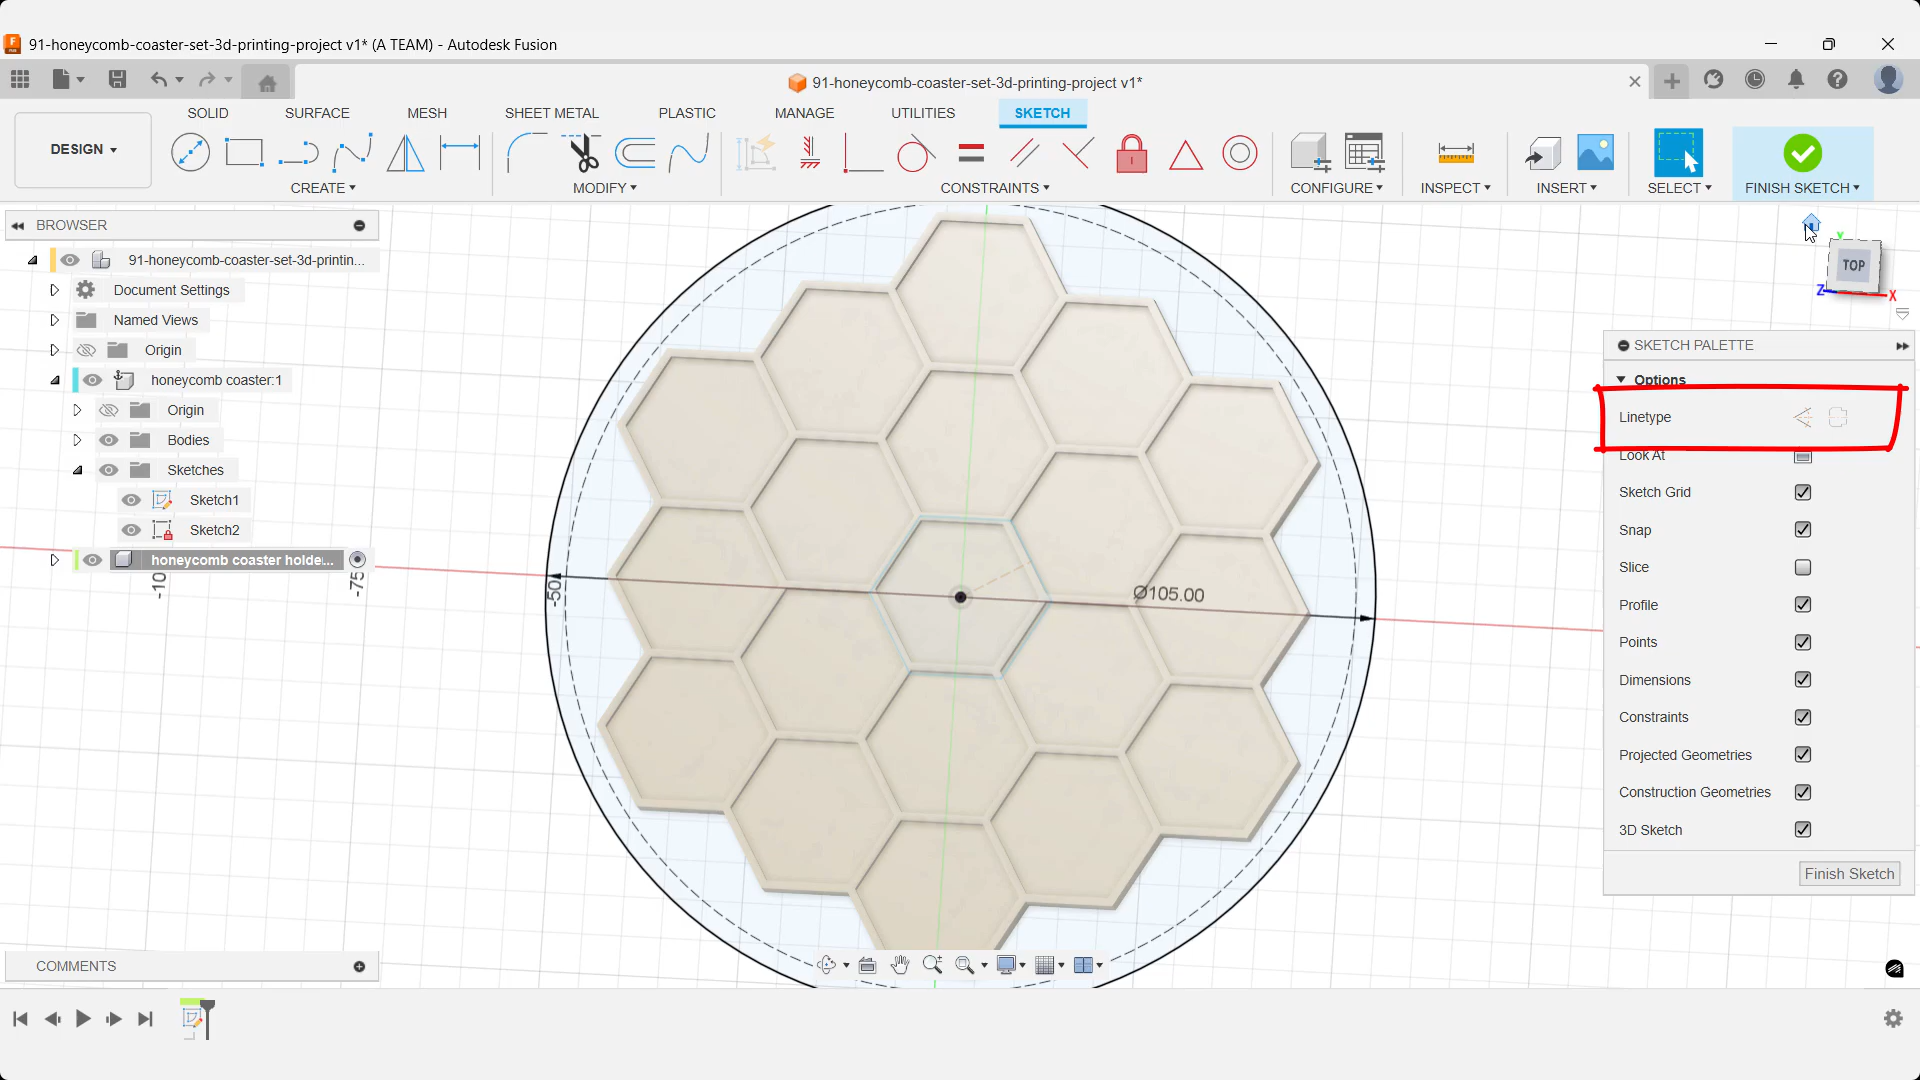 91-honeycomb-coaster-set-3d-printing-project v1* (A TEAM) - Autodesk Fusion
91-honeycomb-coaster-set-3d-printing-project v1*
SOLID SURFACE MESH SHEET METAL PLASTIC MANAGE UTILITIES SKETCH
DESIGN
CREATE MODIFY CONSTRAINTS CONFIGURE INSPECT INSERT SELECT FINISH SKETCH
BROWSER
91-honeycomb-coaster-set-3d-printin...
Document Settings
Named Views
Origin
honeycomb coaster:1
Origin
Bodies
Sketches
Sketch1
Sketch2
honeycomb coaster holde...
-10
-75
-50
Ø105.00
Y
TOP
Z
X
SKETCH PALETTE
Options
Linetype
Look At
Sketch Grid
Snap
Slice
Profile
Points
Dimensions
Constraints
Projected Geometries
Construction Geometries
3D Sketch
Finish Sketch
COMMENTS